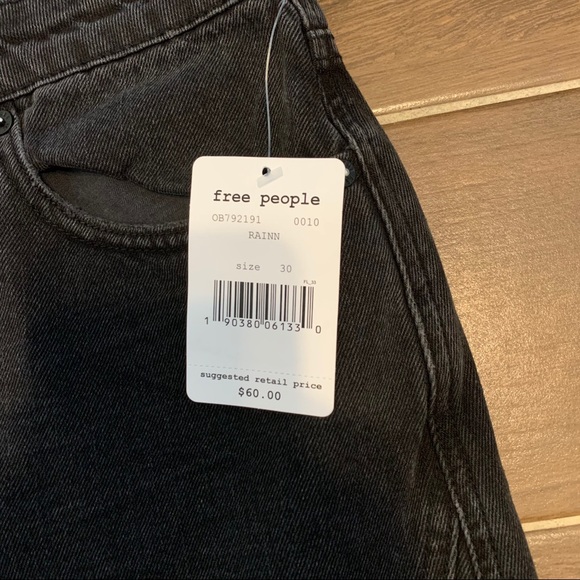 free people
OB792191 0010
RAINN
size 30
1 90380 06133 0
suggested retail price
$60.00